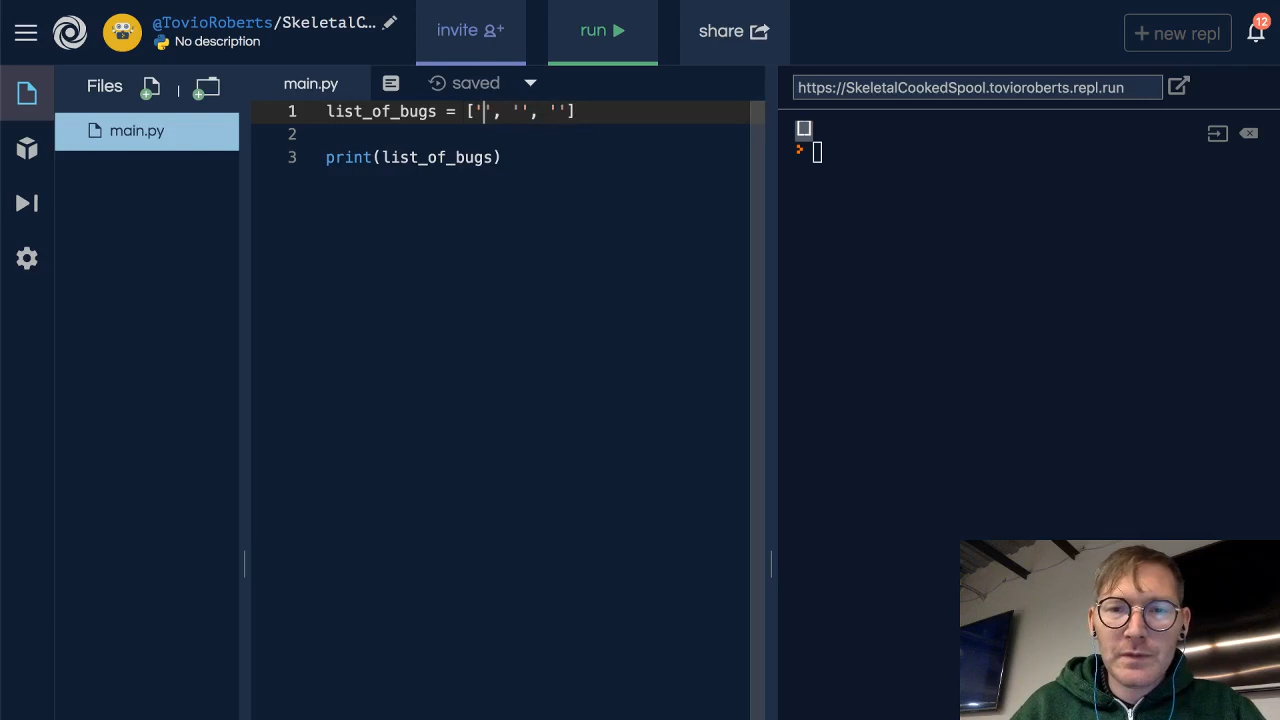 @TovioRoberts/SkeletalC...
No description
invite
run
share
+ new repl
12
Files
main.py
saved
https://SkeletalCookedSpool.tovioroberts.repl.run
main.py
1 list_of_bugs = ['', '', '']
2
3 print(list_of_bugs)
[]